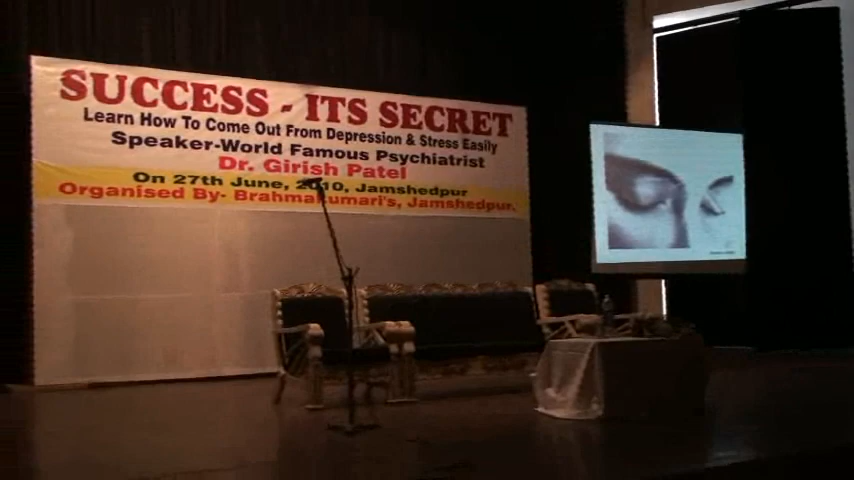 SUCCESS - ITS SECRET
Learn How To Come Out From Depression & Stress Easily
Speaker-World Famous Psychiatrist
Dr. Girish Patel
On 27th June, 2010, Jamshedpur
Organised By- Brahmakumari's, Jamshedpur.